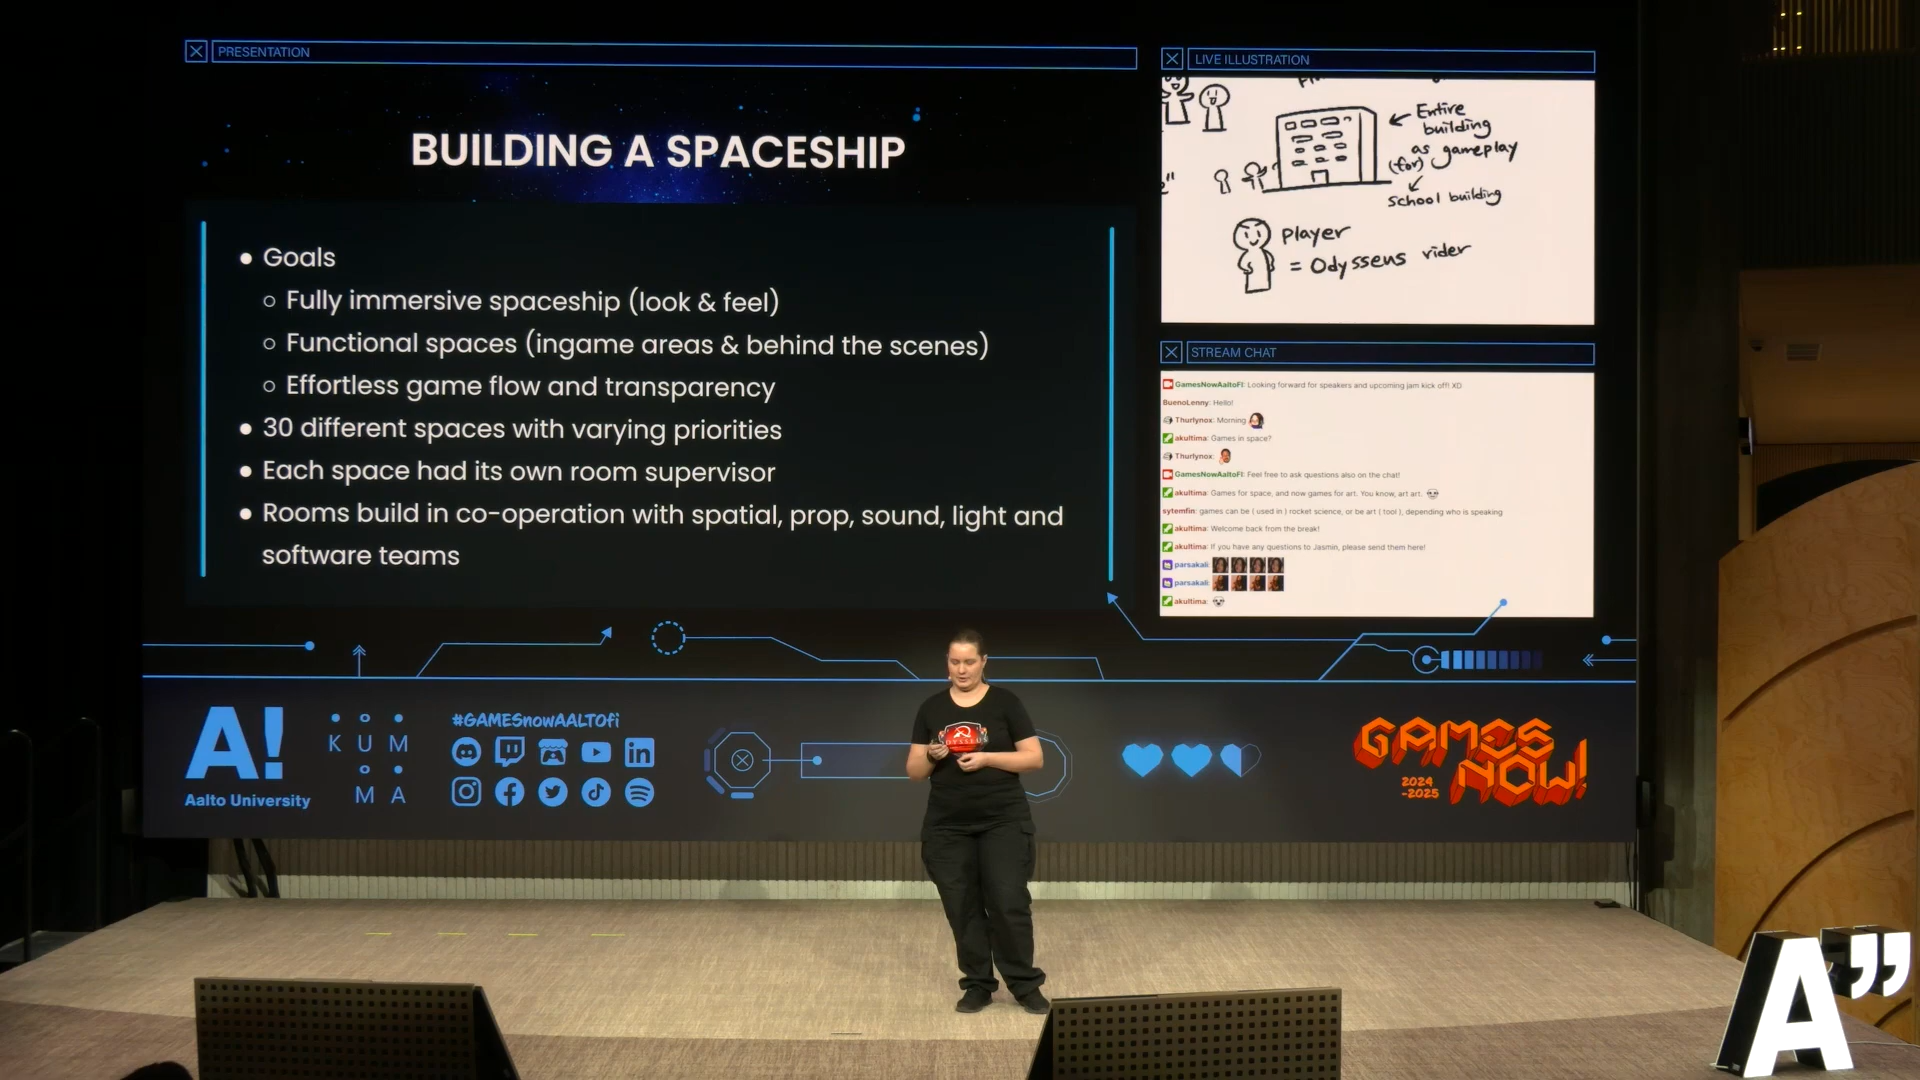 PRESENTATION
BUILDING A SPACESHIP
● Goals
○ Fully immersive spaceship (look & feel)
○ Functional spaces (ingame areas & behind the scenes)
○ Effortless game flow and transparency
● 30 different spaces with varying priorities
● Each space had its own room supervisor
● Rooms build in co-operation with spatial, prop, sound, light and
software teams
LIVE ILLUSTRATION
Entire
building
as gameplay
(for)
school building
player
= Odysseus rider
STREAM CHAT
GamesNowAaltoFI: Looking forward for speakers and upcoming jam kick off! XD
BuenoLenny: Hello!
Thurlynox: Morning
akultima: Games in space?
Thurlynox:
GamesNowAaltoFI: Feel free to ask questions also on the chat!
akultima: Games for space, and now games for art. You know, art art.
sytemfin: games can be ( used in ) rocket science, or be art ( tool ), depending who is speaking
akultima: Welcome back from the break!
akultima: If you have any questions to Jasmin, please send them here!
parsakali:
parsakali:
akultima:
A!
Aalto University
KUM
MA
#GAMESnowAALTOfi
GAMES
NOW!
2024
-2025
A”